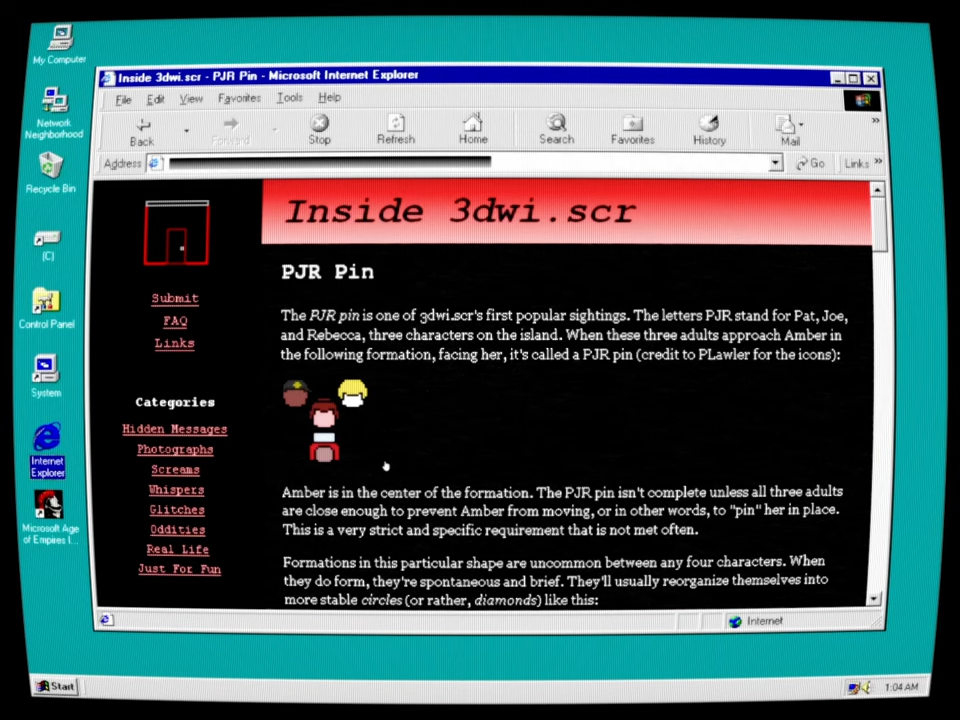 My Computer
Network
Neighborhood
Recycle Bin
(C)
Control Panel
System
Internet
Explorer
Microsoft Age
of Empires I...
Inside 3dwi.scr - PJR Pin - Microsoft Internet Explorer
File Edit View Favorites Tools Help
Back Forward Stop Refresh Home Search Favorites History Mail »
Address Go Links »
Submit
FAQ
Links
Categories
Hidden Messages
Photographs
Screams
Whispers
Glitches
Oddities
Real Life
Just For Fun
Inside 3dwi.scr
PJR Pin
The PJR pin is one of 3dwi.scr's first popular sightings. The letters PJR stand for Pat, Joe,
and Rebecca, three characters on the island. When these three adults approach Amber in
the following formation, facing her, it's called a PJR pin (credit to PLawler for the icons):
Amber is in the center of the formation. The PJR pin isn't complete unless all three adults
are close enough to prevent Amber from moving, or in other words, to "pin" her in place.
This is a very strict and specific requirement that is not met often.
Formations in this particular shape are uncommon between any four characters. When
they do form, they're spontaneous and brief. They'll usually reorganize themselves into
more stable circles (or rather, diamonds) like this:
Internet
Start
1:04 AM